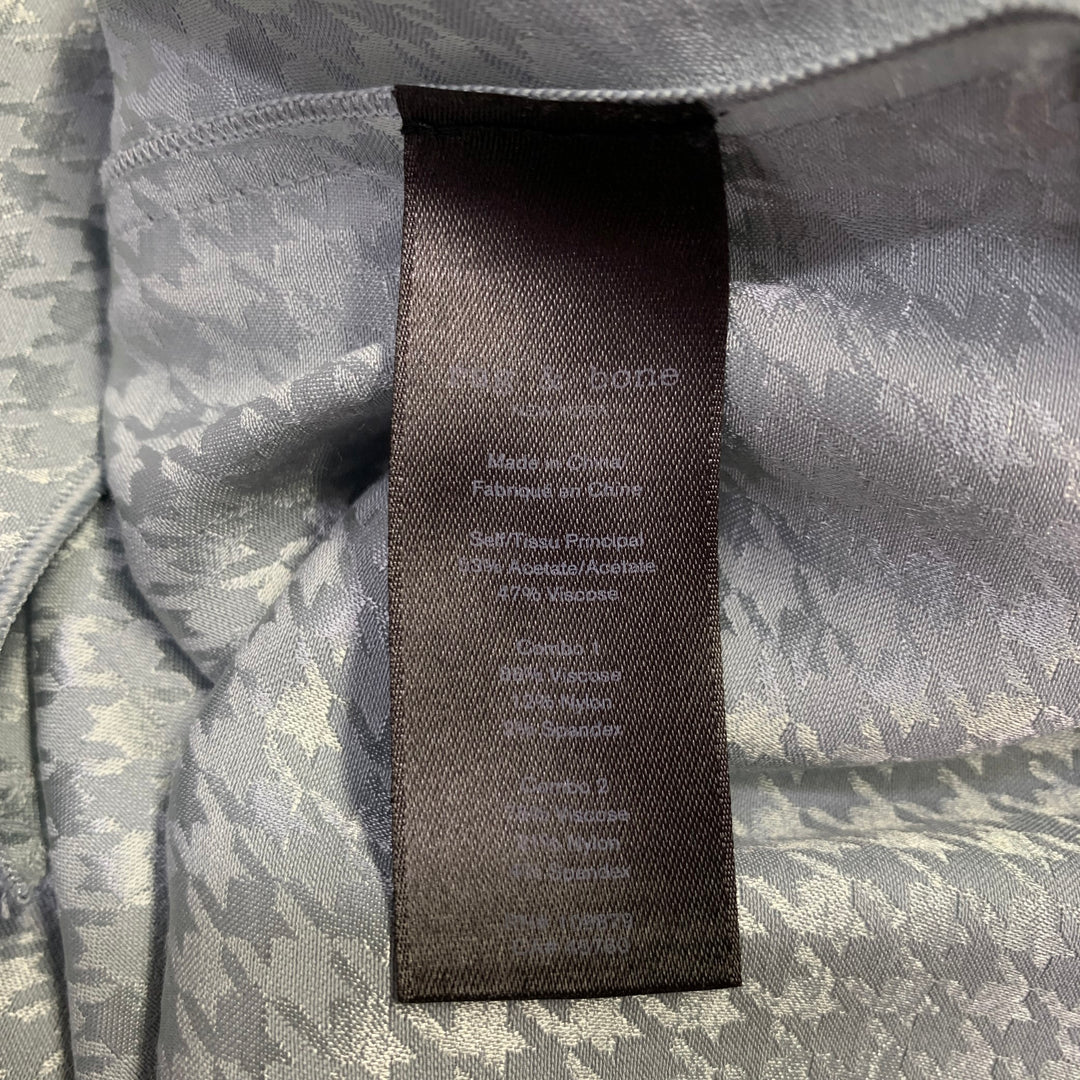 rag & bone
NEW YORK
Made in China
Fabriqué en Chine
Self/Tissu Principal
53% Acetate/Acetate
47% Viscose
Combo 1
Viscose
Nylon
Spandex
Combo 2
Viscose
Nylon
Spandex